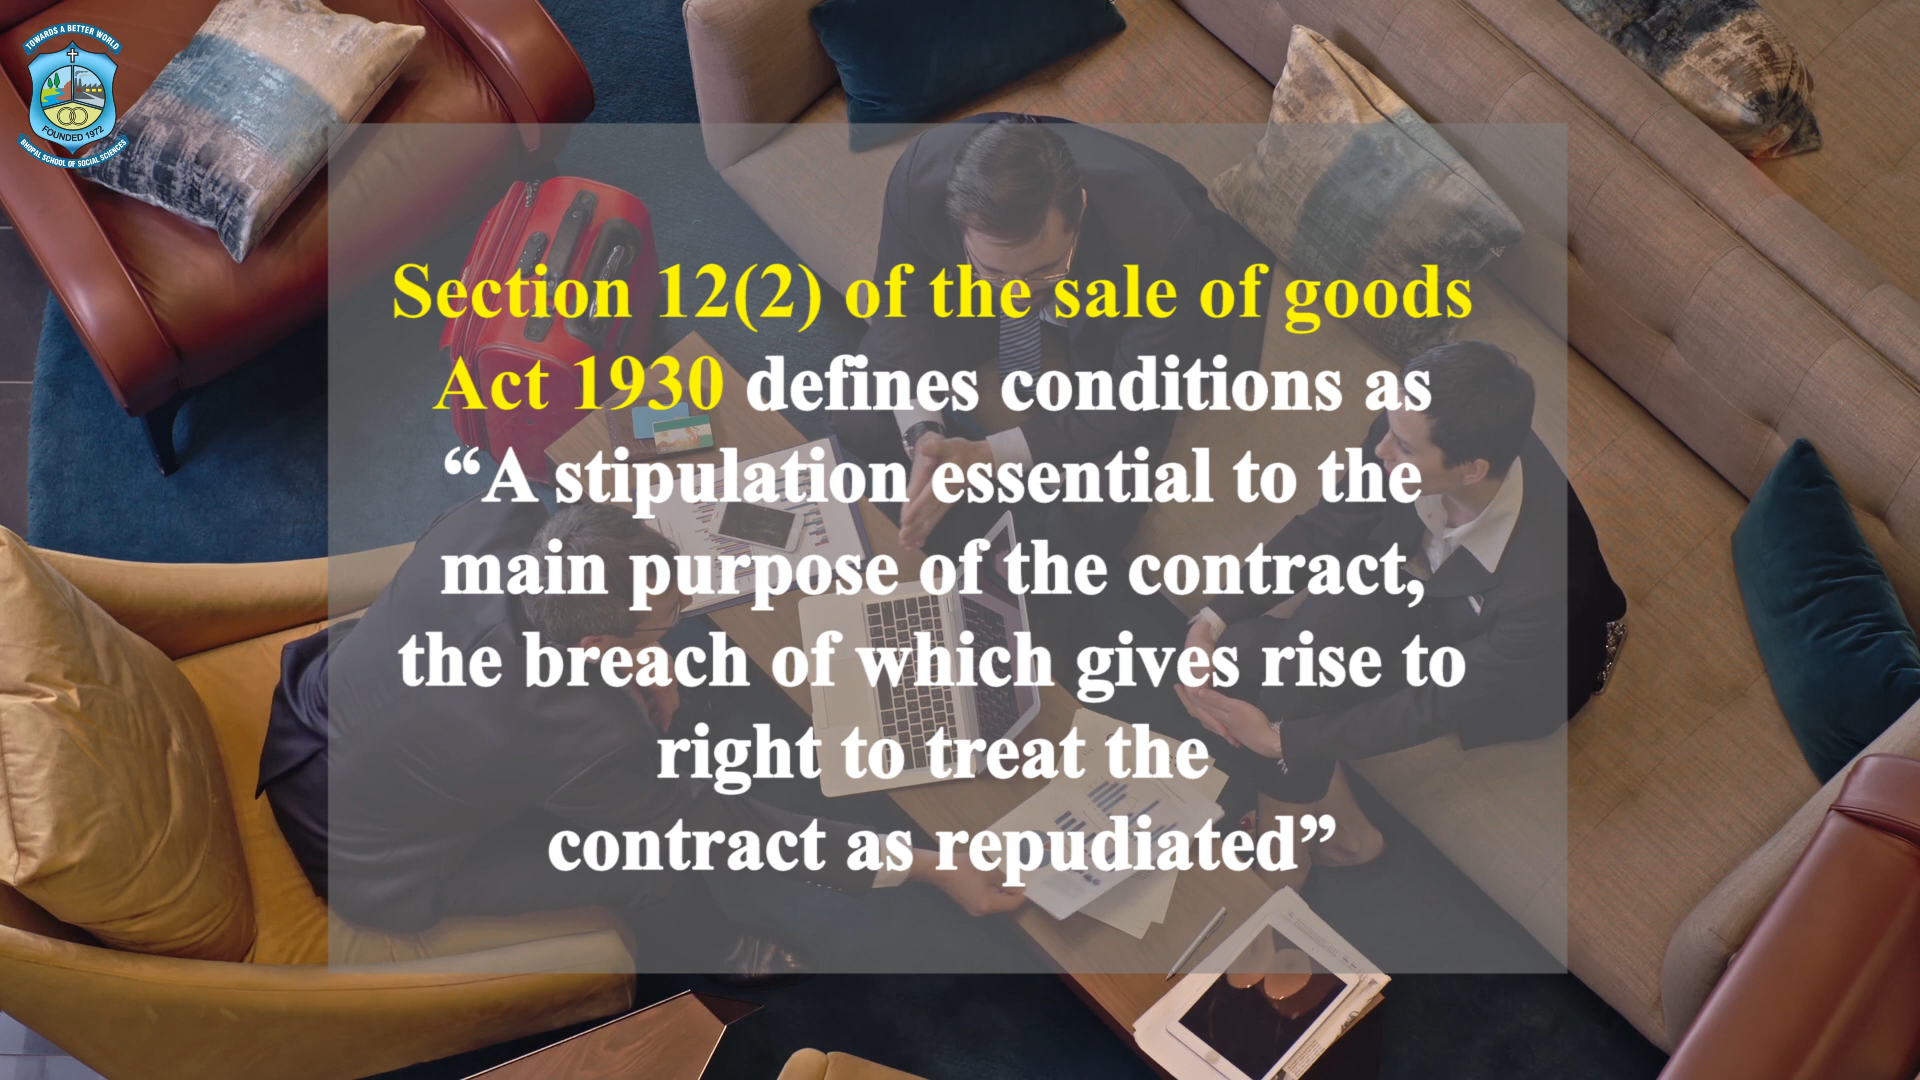 TOWARDS A BETTER WORLD
FOUNDED 1972
BHOPAL SCHOOL OF SOCIAL SCIENCES
Section 12(2) of the sale of goods
Act 1930 defines conditions as
“A stipulation essential to the
main purpose of the contract,
the breach of which gives rise to
right to treat the
contract as repudiated”